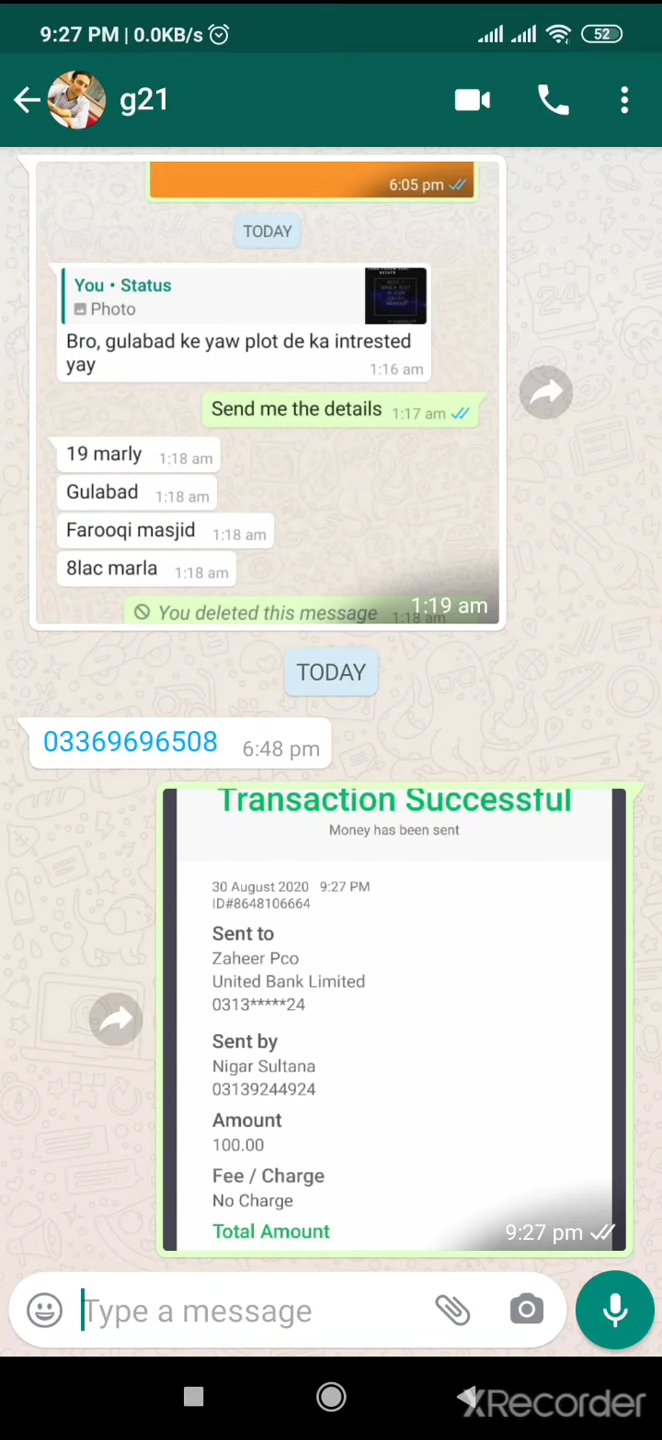 9:27 PM | 0.0KB/s
52
g21
6:05 pm
TODAY
You • Status
Photo
Bro, gulabad ke yaw plot de ka intrested
yay
1:16 am
Send me the details 1:17 am
19 marly 1:18 am
Gulabad 1:18 am
Farooqi masjid 1:18 am
8lac marla 1:18 am
You deleted this message 1:18 am
1:19 am
TODAY
03369696508 6:48 pm
Transaction Successful
Money has been sent
30 August 2020 9:27 PM
ID#8648106664
Sent to
Zaheer Pco
United Bank Limited
0313*****24
Sent by
Nigar Sultana
03139244924
Amount
100.00
Fee / Charge
No Charge
Total Amount
9:27 pm
Type a message
XRecorder